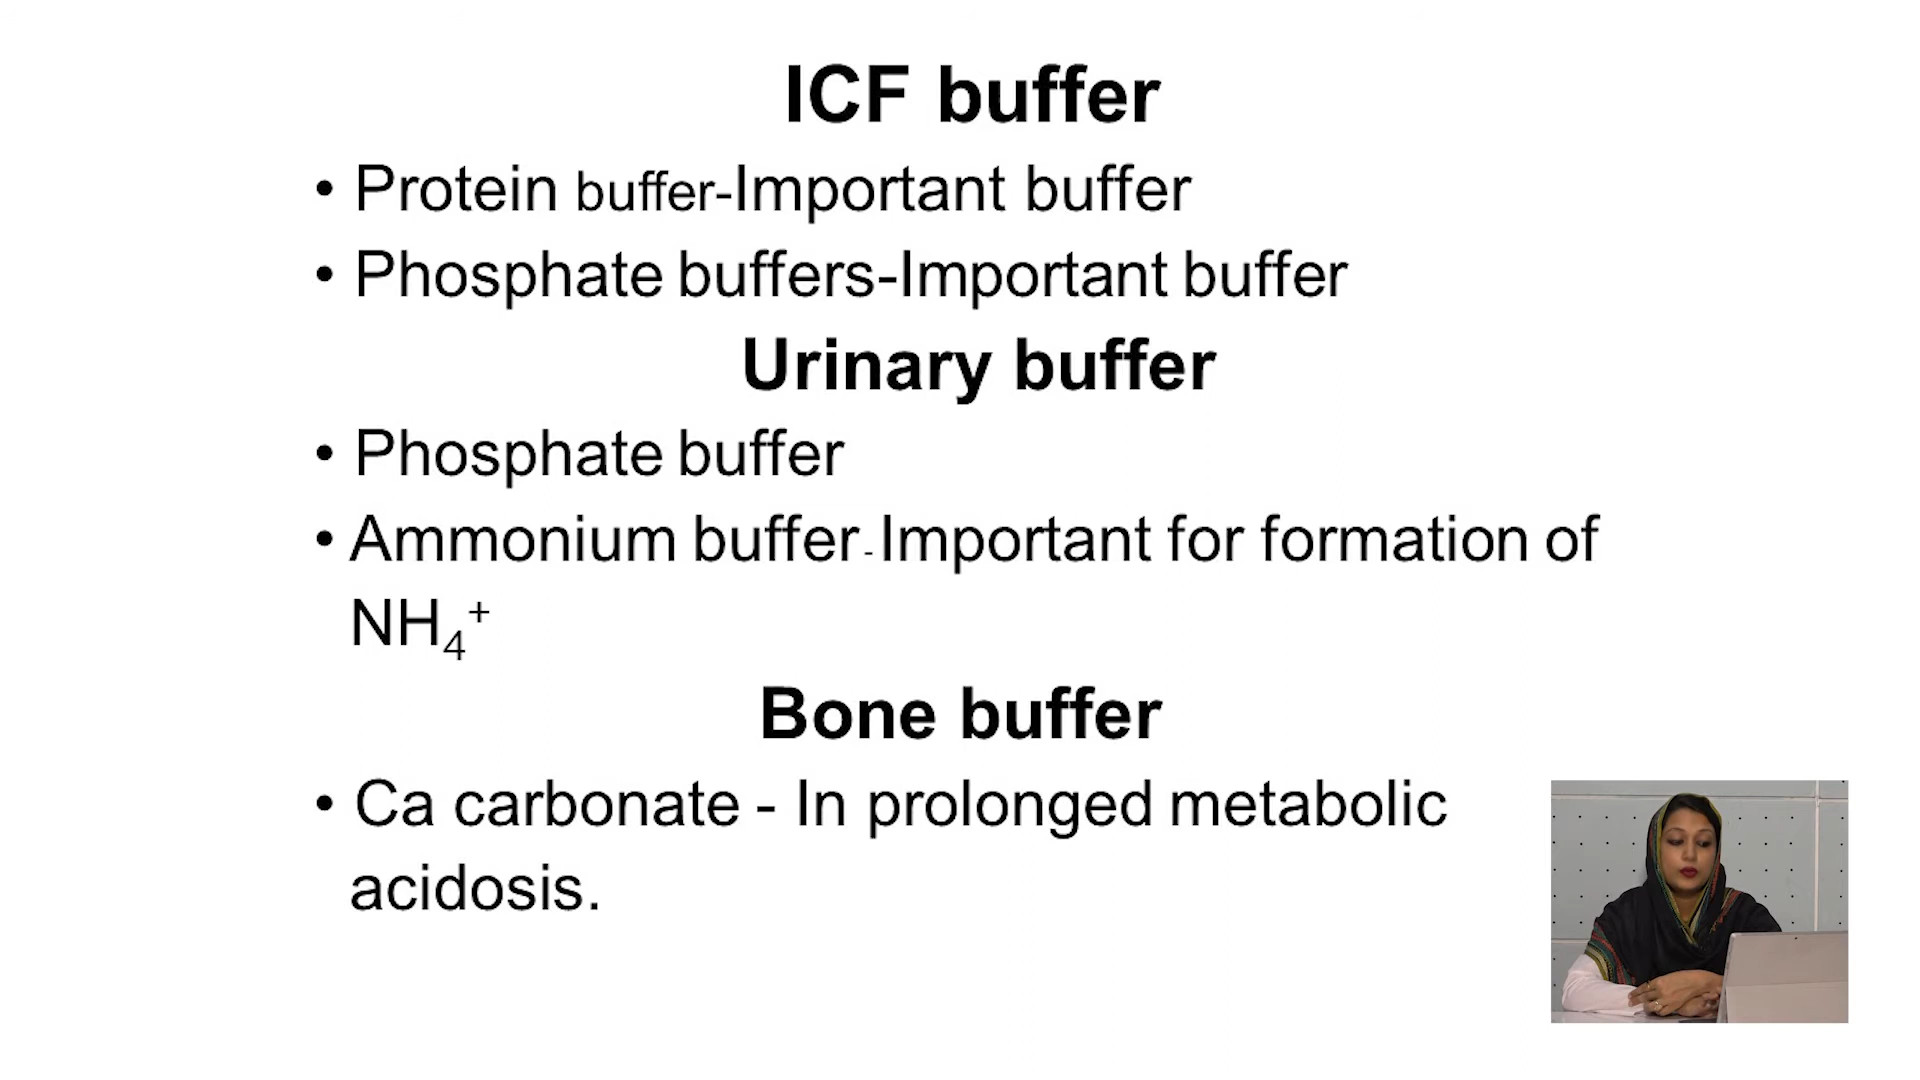 ICF buffer
• Protein buffer-Important buffer
• Phosphate buffers-Important buffer
Urinary buffer
• Phosphate buffer
• Ammonium buffer - Important for formation of
NH₄⁺
Bone buffer
• Ca carbonate - In prolonged metabolic
acidosis.